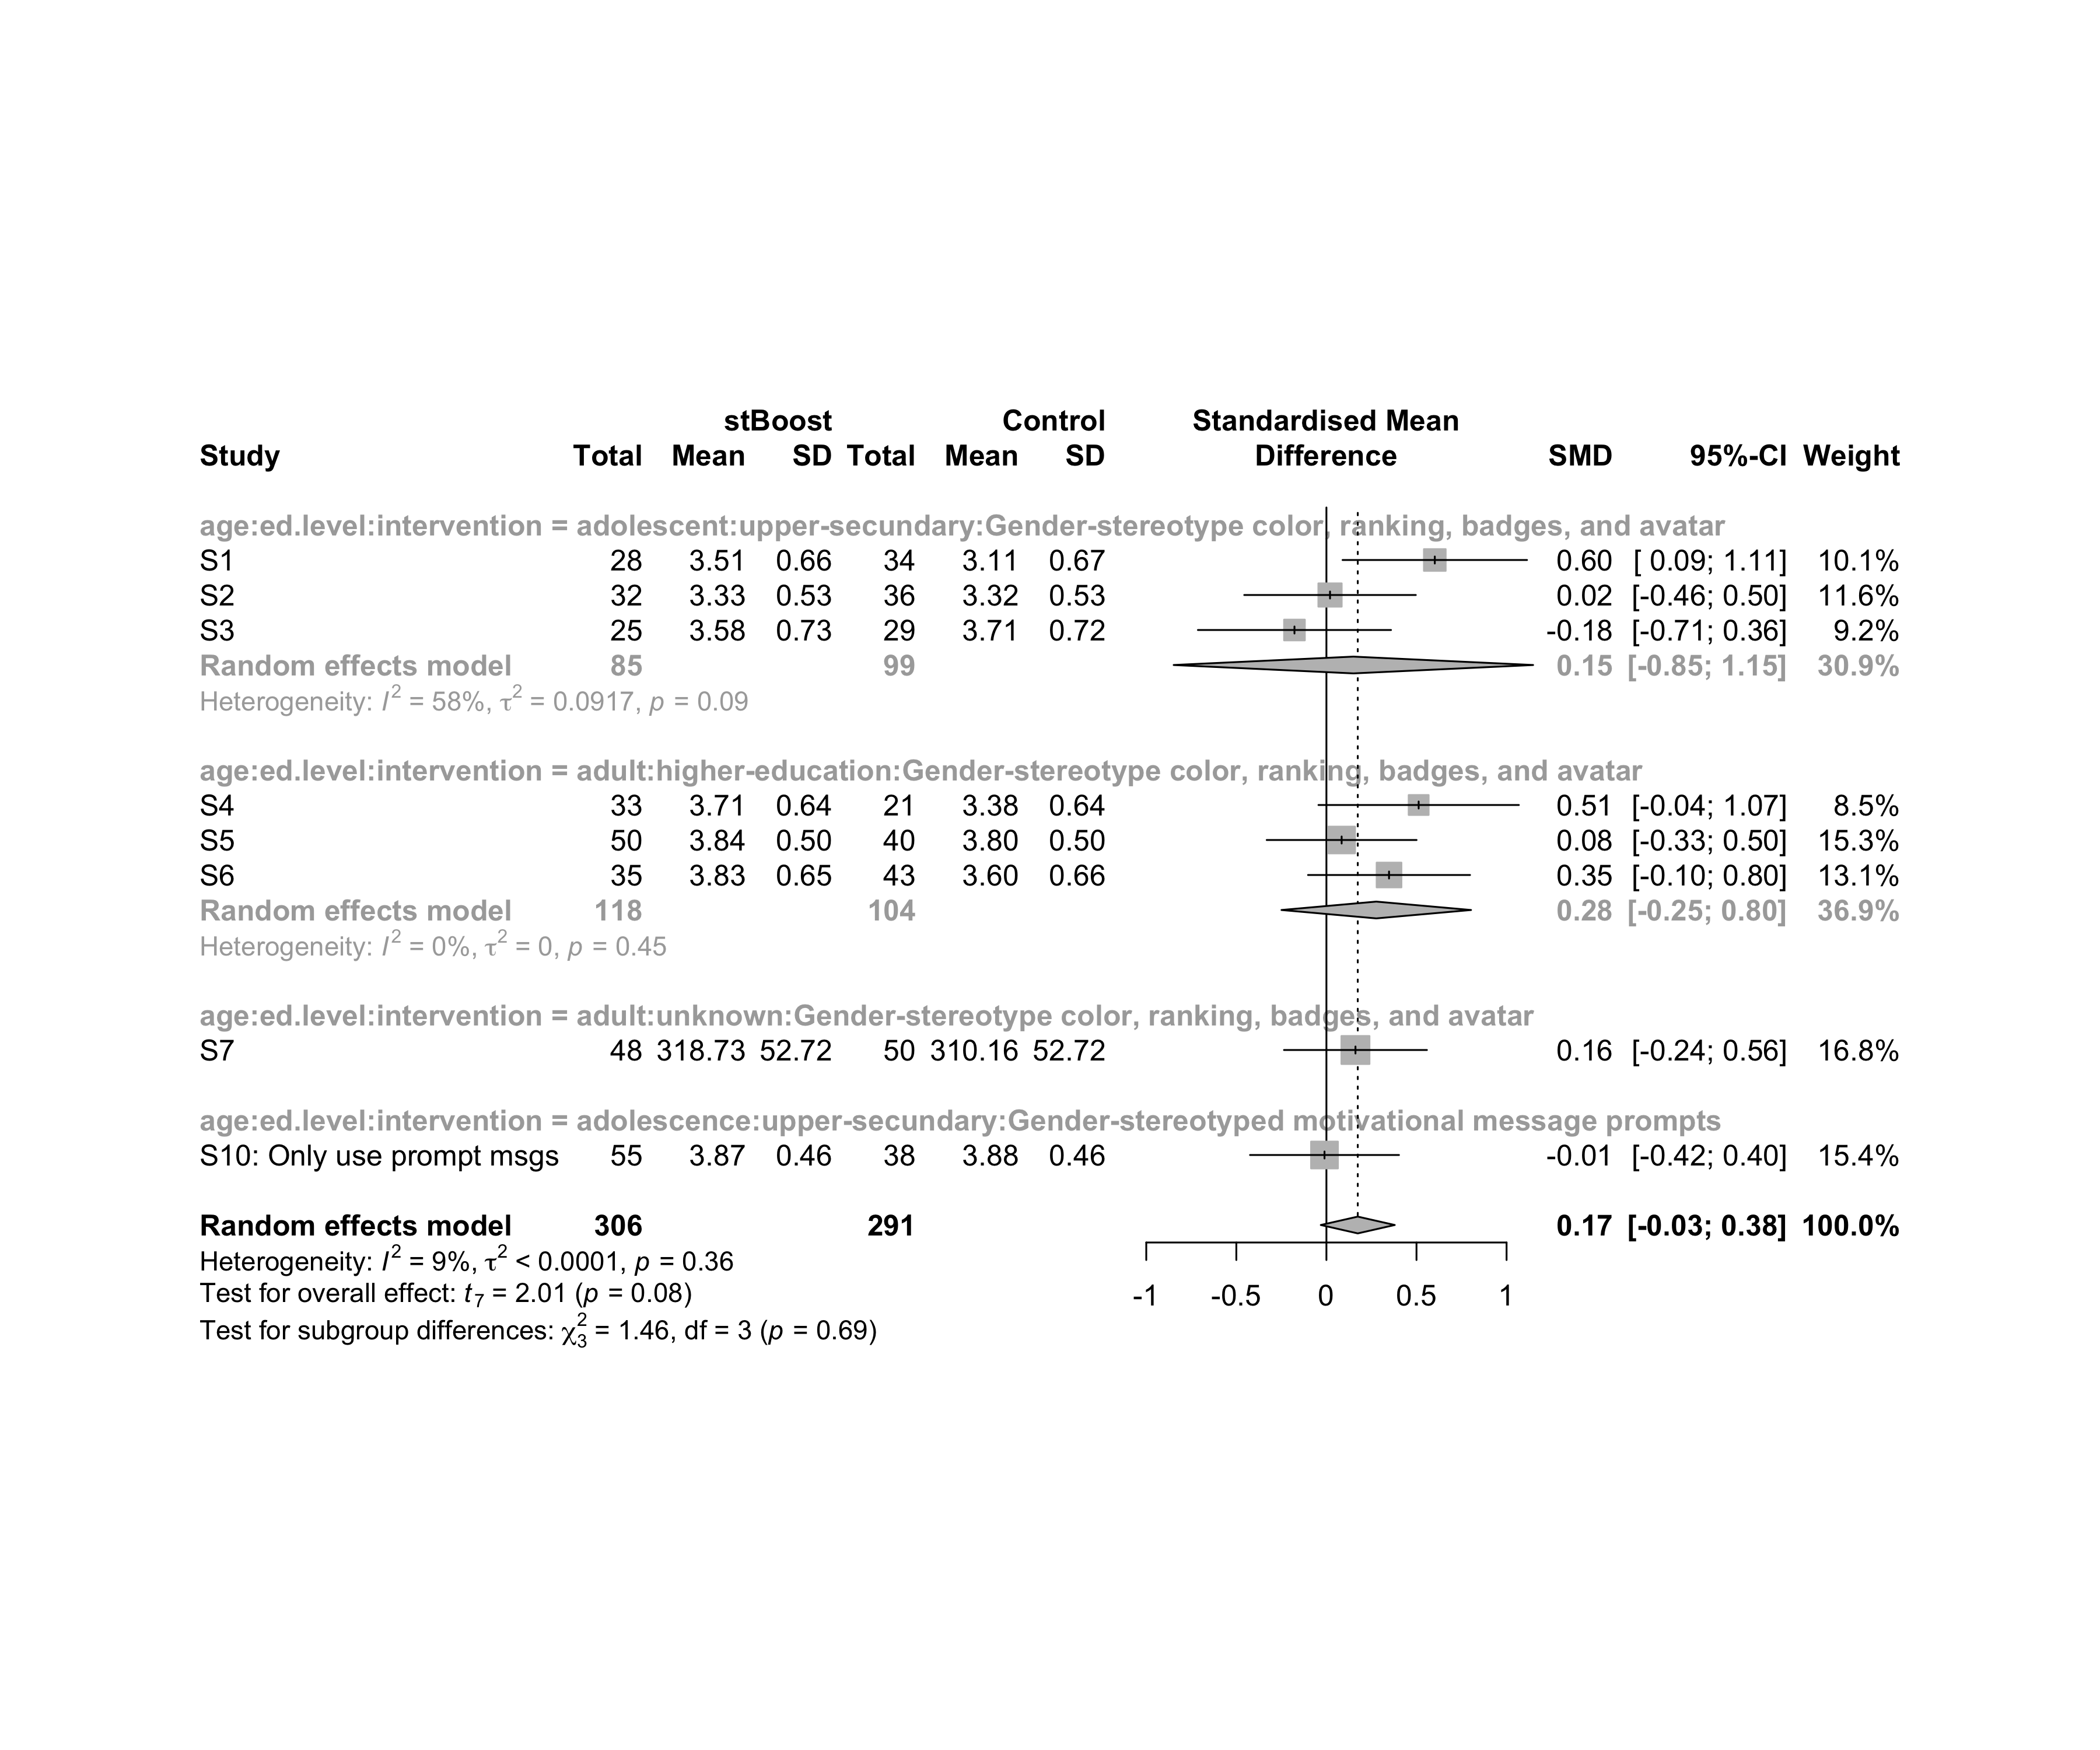 stBoost Control Standardised Mean
Study Total Mean SD Total Mean SD Difference SMD 95%-CI Weight
age:ed.level:intervention = adolescent:upper-secundary:Gender-stereotype color, ranking, badges, and avatar
S1 28 3.51 0.66 34 3.11 0.67 0.60 [ 0.09; 1.11] 10.1%
S2 32 3.33 0.53 36 3.32 0.53 0.02 [-0.46; 0.50] 11.6%
S3 25 3.58 0.73 29 3.71 0.72 -0.18 [-0.71; 0.36] 9.2%
Random effects model 85 99 0.15 [-0.85; 1.15] 30.9%
Heterogeneity: I² = 58%, τ² = 0.0917, p = 0.09
age:ed.level:intervention = adult:higher-education:Gender-stereotype color, ranking, badges, and avatar
S4 33 3.71 0.64 21 3.38 0.64 0.51 [-0.04; 1.07] 8.5%
S5 50 3.84 0.50 40 3.80 0.50 0.08 [-0.33; 0.50] 15.3%
S6 35 3.83 0.65 43 3.60 0.66 0.35 [-0.10; 0.80] 13.1%
Random effects model 118 104 0.28 [-0.25; 0.80] 36.9%
Heterogeneity: I² = 0%, τ² = 0, p = 0.45
age:ed.level:intervention = adult:unknown:Gender-stereotype color, ranking, badges, and avatar
S7 48 318.73 52.72 50 310.16 52.72 0.16 [-0.24; 0.56] 16.8%
age:ed.level:intervention = adolescence:upper-secundary:Gender-stereotyped motivational message prompts
S10: Only use prompt msgs 55 3.87 0.46 38 3.88 0.46 -0.01 [-0.42; 0.40] 15.4%
Random effects model 306 291 0.17 [-0.03; 0.38] 100.0%
Heterogeneity: I² = 9%, τ² < 0.0001, p = 0.36
Test for overall effect: t₇ = 2.01 (p = 0.08)
-1 -0.5 0 0.5 1
Test for subgroup differences: χ²₃ = 1.46, df = 3 (p = 0.69)